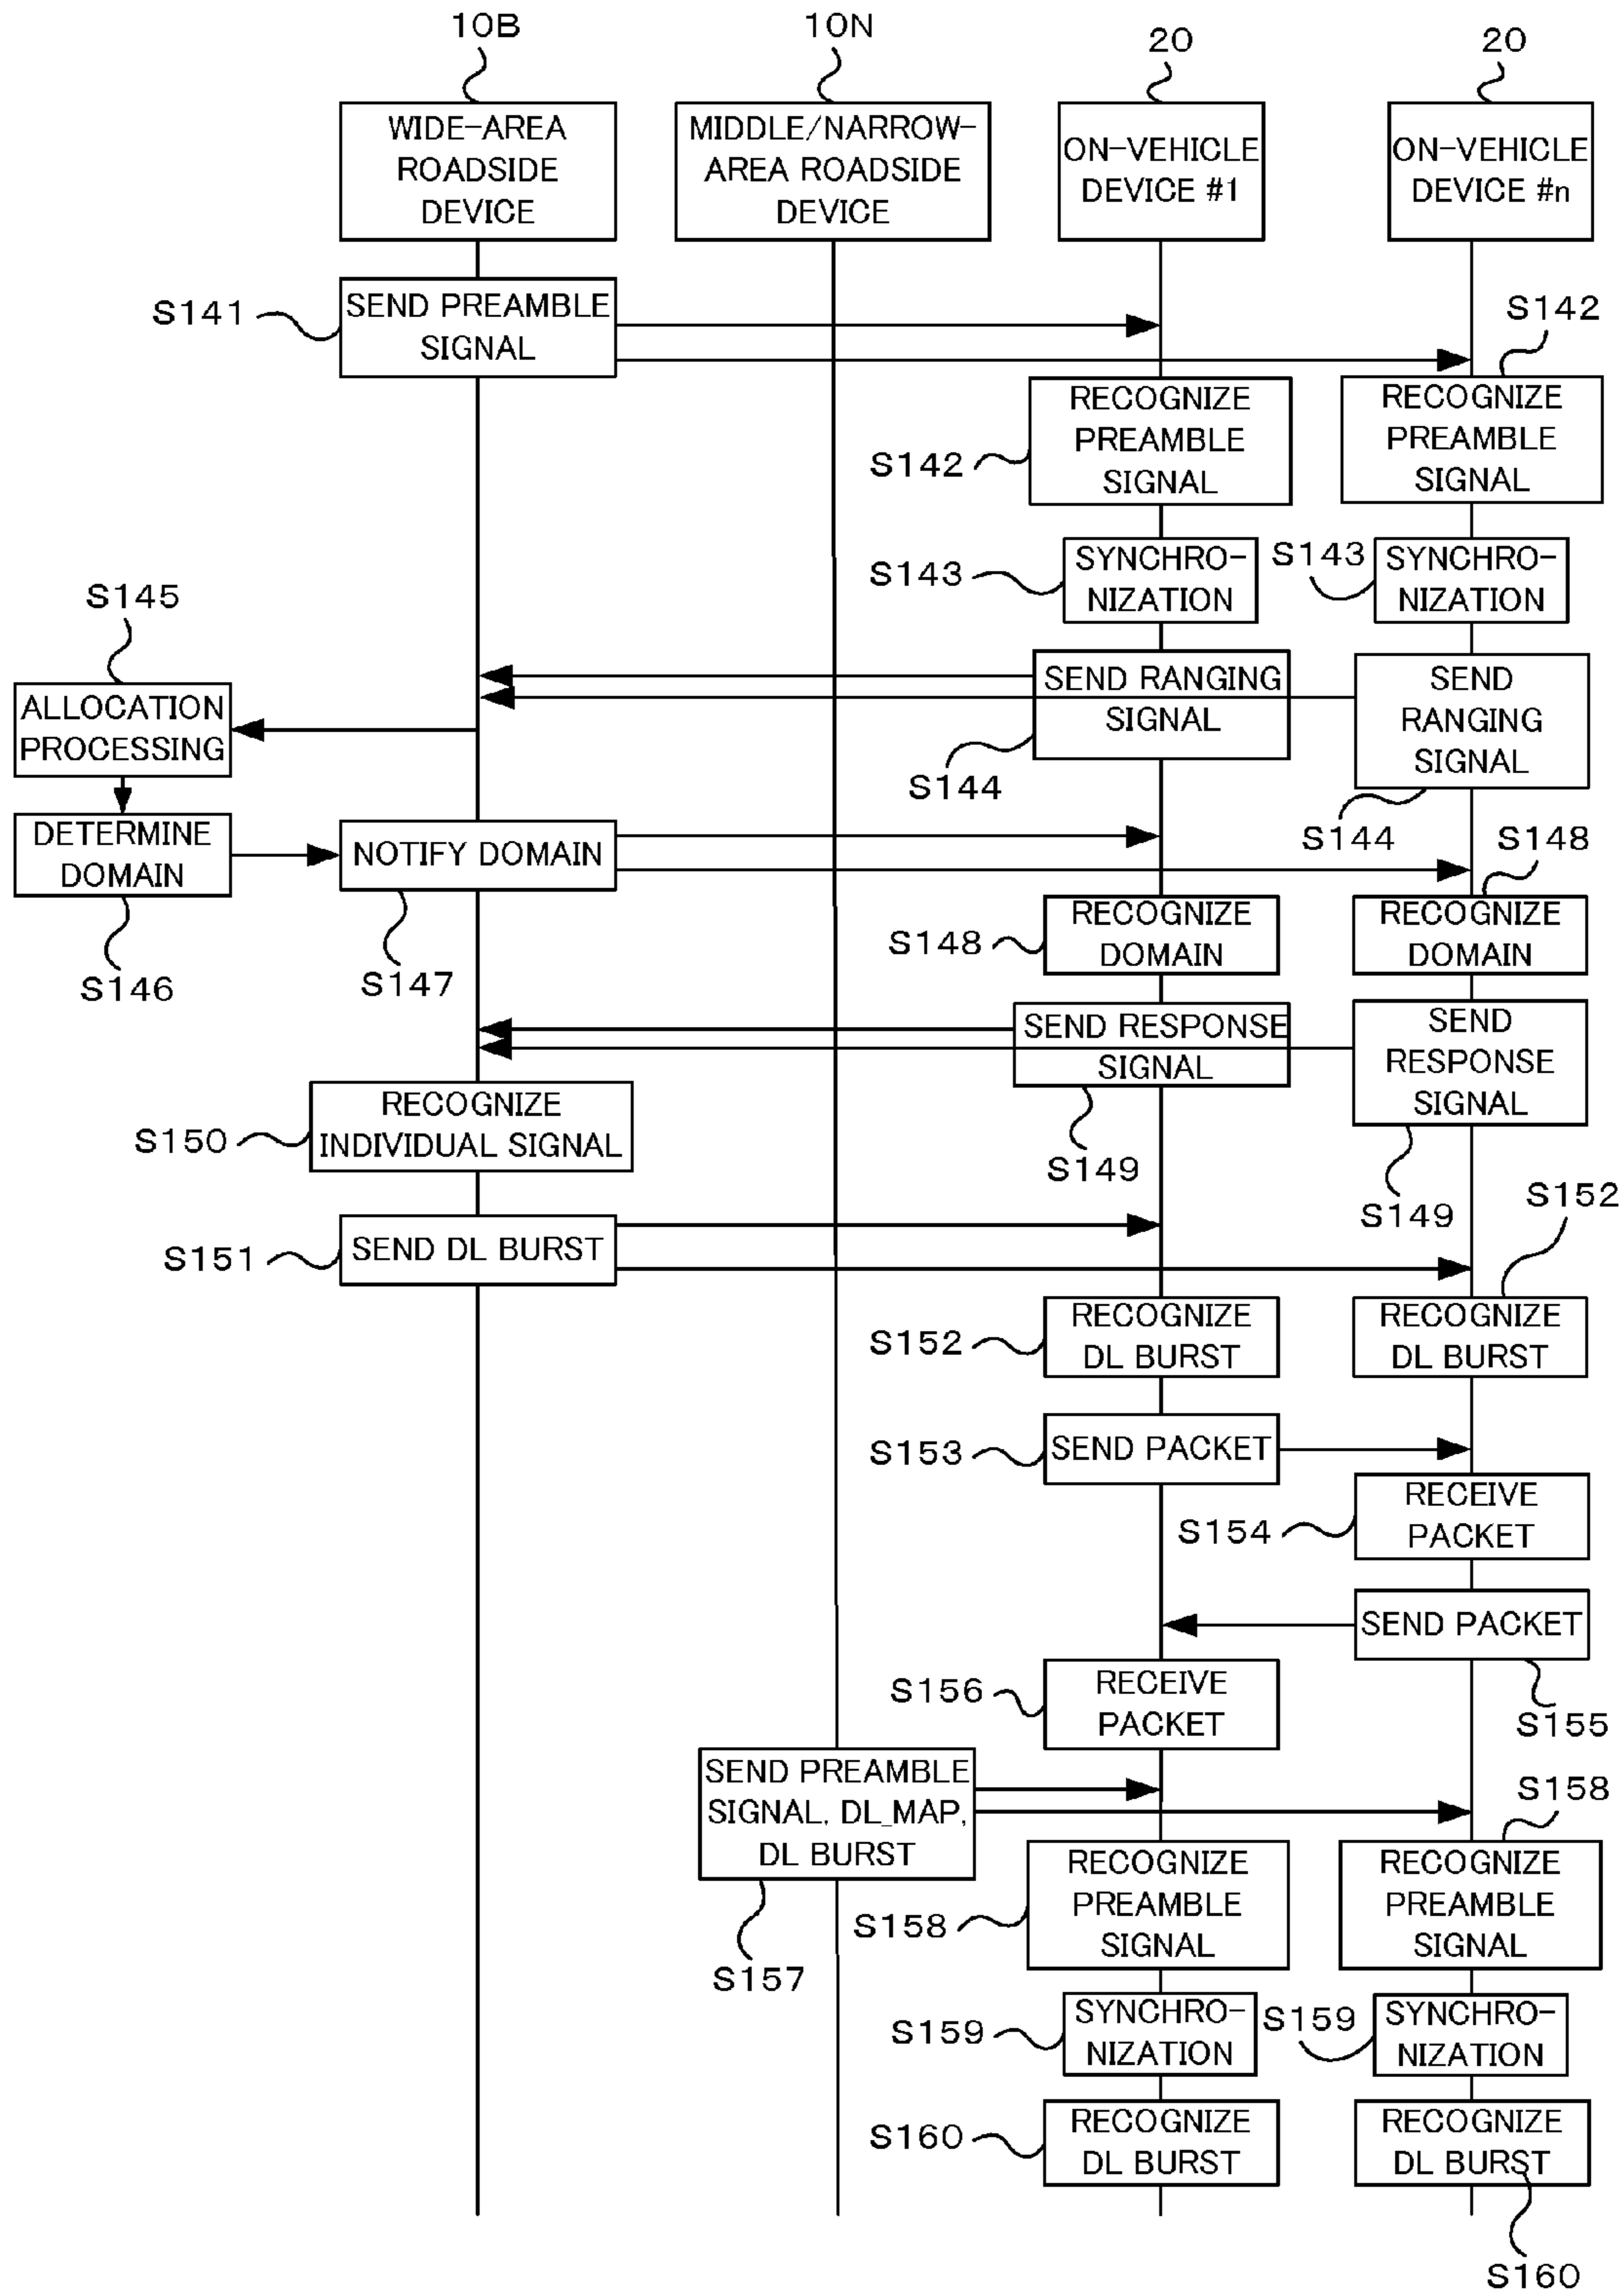 10B
10N
20
20
WIDE-AREA
ROADSIDE
DEVICE
MIDDLE/NARROW-
AREA ROADSIDE
DEVICE
ON-VEHICLE
DEVICE #1
ON-VEHICLE
DEVICE #n
S141
SEND PREAMBLE
SIGNAL
S142
RECOGNIZE
PREAMBLE
SIGNAL
S142
RECOGNIZE
PREAMBLE
SIGNAL
S143
SYNCHRO-
NIZATION
S143
SYNCHRO-
NIZATION
S145
ALLOCATION
PROCESSING
SEND RANGING
SIGNAL
S144
SEND
RANGING
SIGNAL
S144
DETERMINE
DOMAIN
S146
NOTIFY DOMAIN
S147
S148
RECOGNIZE
DOMAIN
S148
RECOGNIZE
DOMAIN
SEND RESPONSE
SIGNAL
S149
SEND
RESPONSE
SIGNAL
S149
S150
RECOGNIZE
INDIVIDUAL SIGNAL
S151
SEND DL BURST
S152
RECOGNIZE
DL BURST
S152
RECOGNIZE
DL BURST
S153
SEND PACKET
S154
RECEIVE
PACKET
SEND PACKET
S155
S156
RECEIVE
PACKET
SEND PREAMBLE
SIGNAL, DL_MAP,
DL BURST
S157
S158
RECOGNIZE
PREAMBLE
SIGNAL
S158
RECOGNIZE
PREAMBLE
SIGNAL
S159
SYNCHRO-
NIZATION
S159
SYNCHRO-
NIZATION
S160
RECOGNIZE
DL BURST
RECOGNIZE
DL BURST
S160